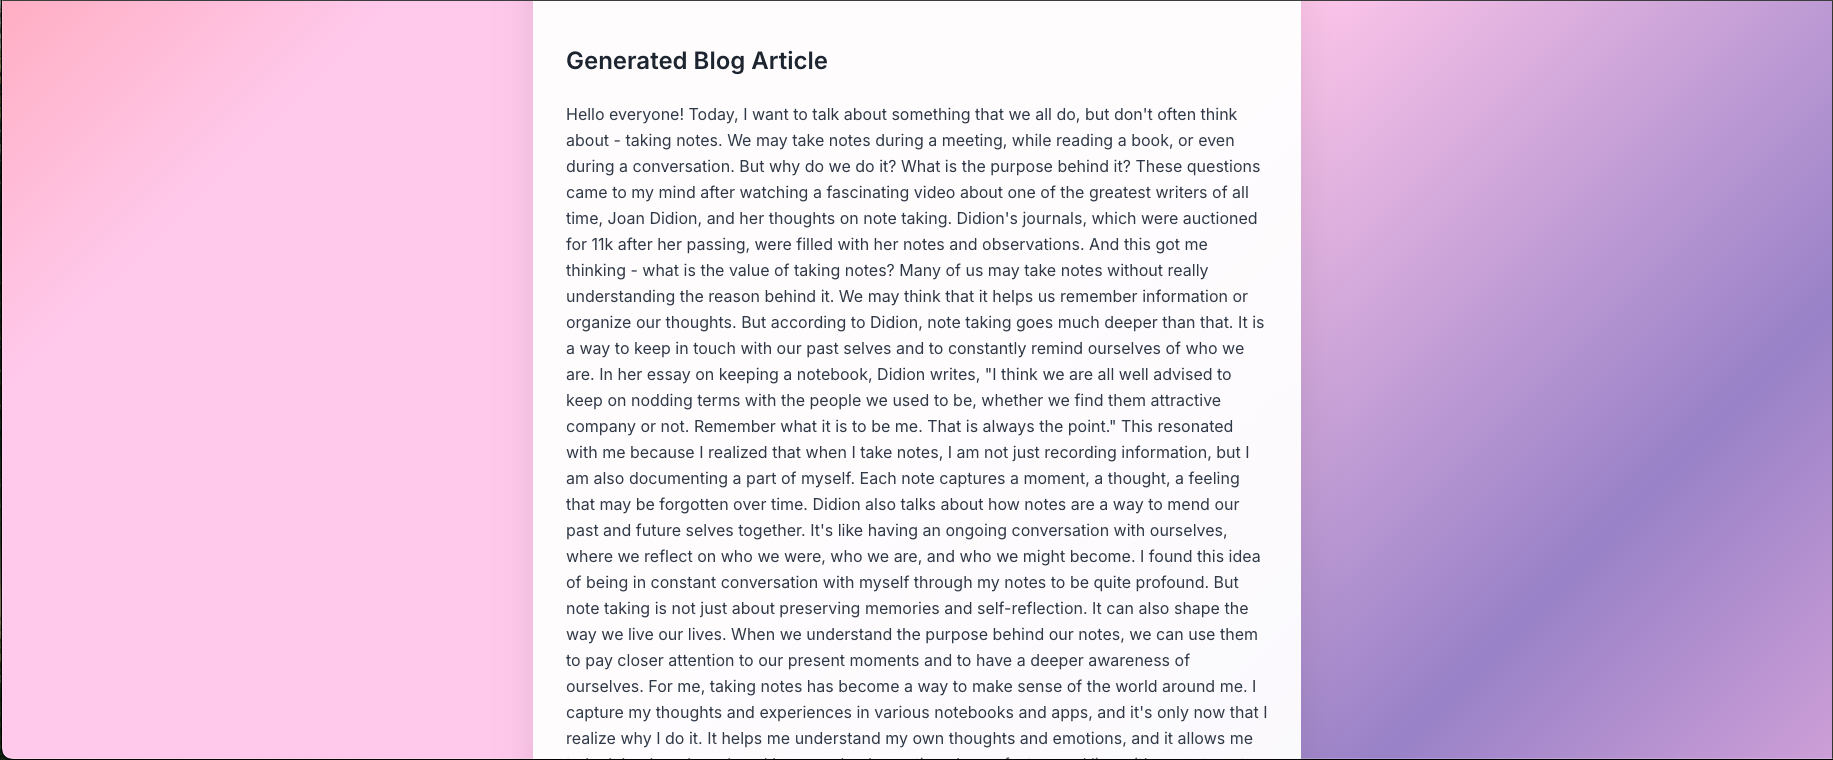 Generated Blog Article
Hello everyone! Today, I want to talk about something that we all do, but don't often think
about - taking notes. We may take notes during a meeting, while reading a book, or even
during a conversation. But why do we do it? What is the purpose behind it? These questions
came to my mind after watching a fascinating video about one of the greatest writers of all
time, Joan Didion, and her thoughts on note taking. Didion's journals, which were auctioned
for 11k after her passing, were filled with her notes and observations. And this got me
thinking - what is the value of taking notes? Many of us may take notes without really
understanding the reason behind it. We may think that it helps us remember information or
organize our thoughts. But according to Didion, note taking goes much deeper than that. It is
a way to keep in touch with our past selves and to constantly remind ourselves of who we
are. In her essay on keeping a notebook, Didion writes, "I think we are all well advised to
keep on nodding terms with the people we used to be, whether we find them attractive
company or not. Remember what it is to be me. That is always the point." This resonated
with me because I realized that when I take notes, I am not just recording information, but I
am also documenting a part of myself. Each note captures a moment, a thought, a feeling
that may be forgotten over time. Didion also talks about how notes are a way to mend our
past and future selves together. It's like having an ongoing conversation with ourselves,
where we reflect on who we were, who we are, and who we might become. I found this idea
of being in constant conversation with myself through my notes to be quite profound. But
note taking is not just about preserving memories and self-reflection. It can also shape the
way we live our lives. When we understand the purpose behind our notes, we can use them
to pay closer attention to our present moments and to have a deeper awareness of
ourselves. For me, taking notes has become a way to make sense of the world around me. I
capture my thoughts and experiences in various notebooks and apps, and it's only now that I
realize why I do it. It helps me understand my own thoughts and emotions, and it allows me